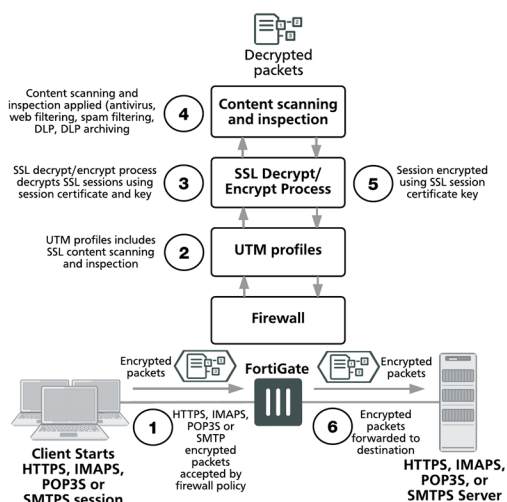 Decrypted
packets
Content scanning and
inspection applied (antivirus,
web filtering, spam filtering,
DLP, DLP archiving
4
Content scanning
and inspection
SSL decrypt/encrypt process
decrypts SSL sessions using
session certificate and key
3
SSL Decrypt/
Encrypt Process
5
Session encrypted
using SSL session
certificate key
UTM profiles includes
SSL content scanning
and inspection
2
UTM profiles
Firewall
Encrypted
packets
FortiGate
Encrypted
packets
1
HTTPS, IMAPS,
POP3S or
SMTP
encrypted
packets
accepted by
firewall policy
6
Encrypted
packets
forwarded to
destination
Client Starts
HTTPS, IMAPS,
POP3S or
SMTPS session
HTTPS, IMAPS,
POP3S, or
SMTPS Server